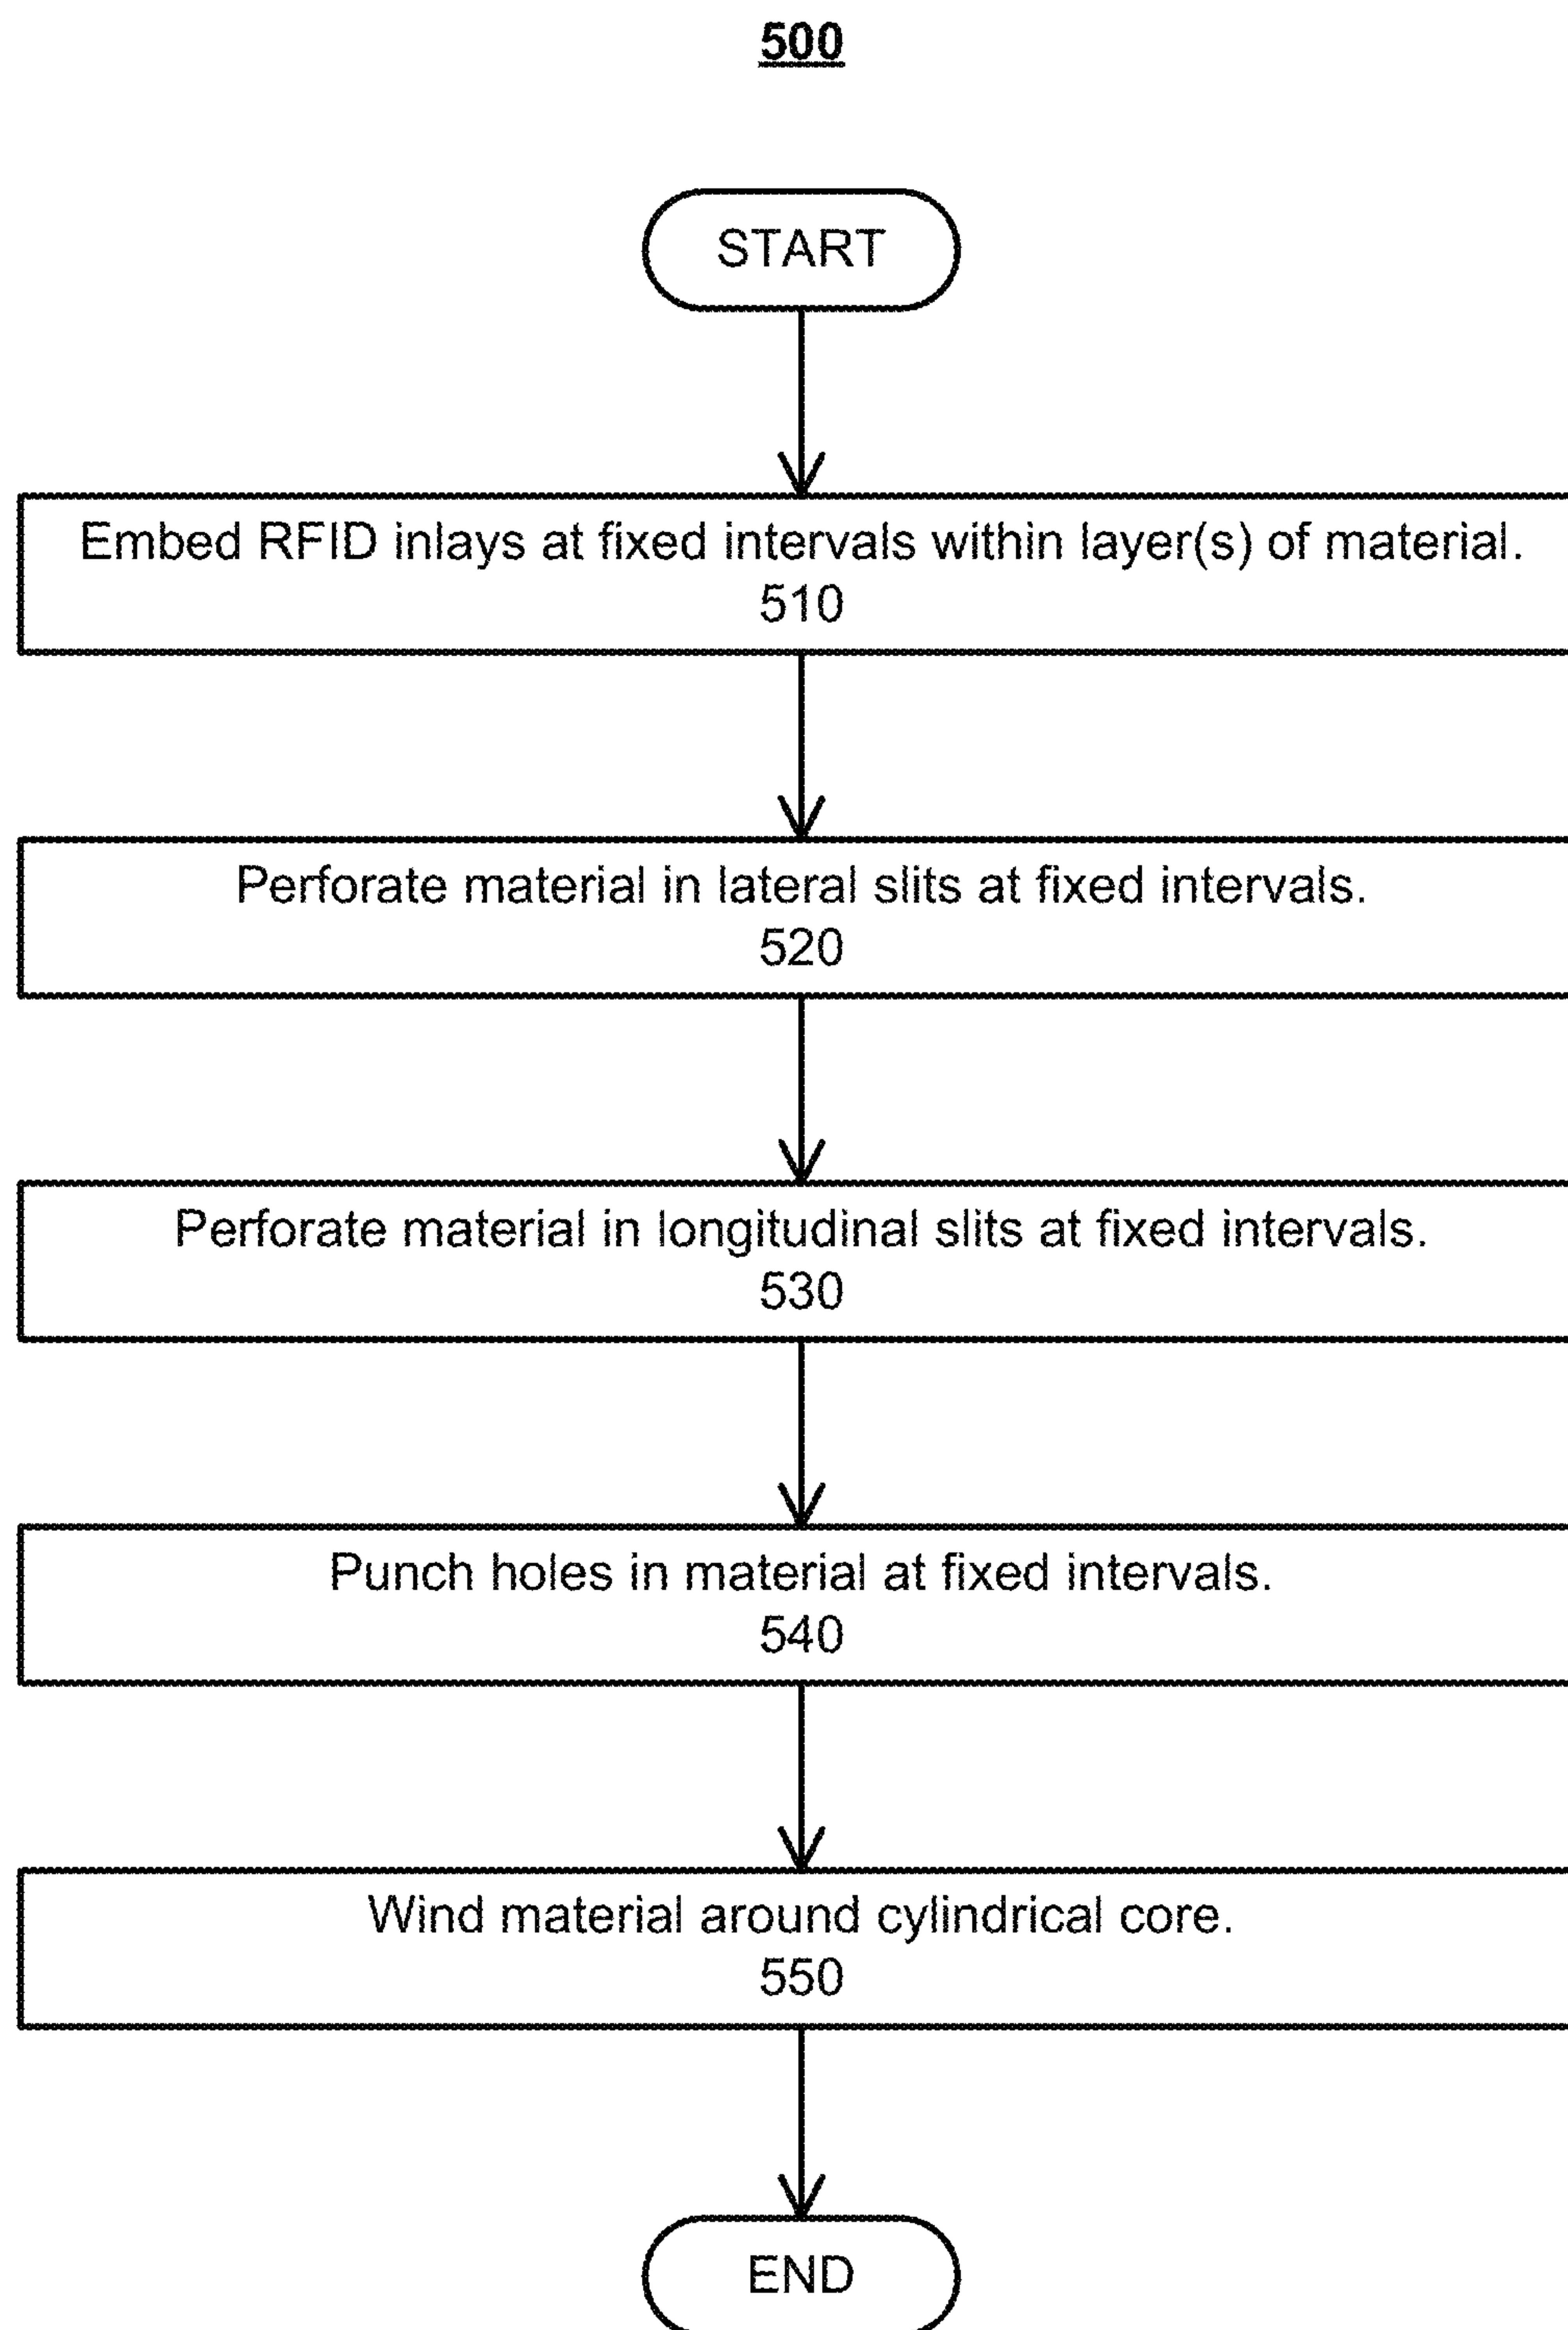 500
START
Embed RFID inlays at fixed intervals within layer(s) of material.
510
Perforate material in lateral slits at fixed intervals.
520
Perforate material in longitudinal slits at fixed intervals.
530
Punch holes in material at fixed intervals.
540
Wind material around cylindrical core.
550
END